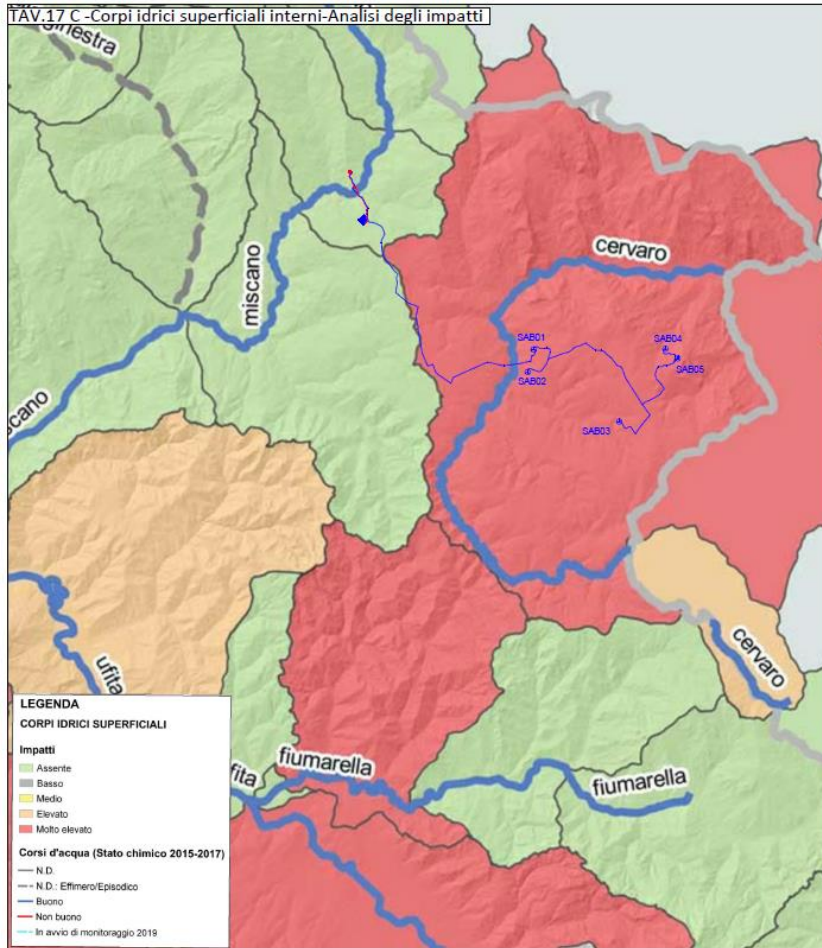 TAV.17 C -Corpi idrici superficiali interni-Analisi degli impatti
ginestra
cervaro
miscano
SAB01
SAB04
SAB05
SAB02
scano
SAB03
cervaro
ufita
LEGENDA
CORPI IDRICI SUPERFICIALI
Impatti
Assente
Basso
Medio
Elevato
Molto elevato
Corsi d'acqua (Stato chimico 2015-2017)
N.D.
N.D.: Effimero/Episodico
Buono
Non buono
In avvio di monitoraggio 2019
fita
fiumarella
fiumarella